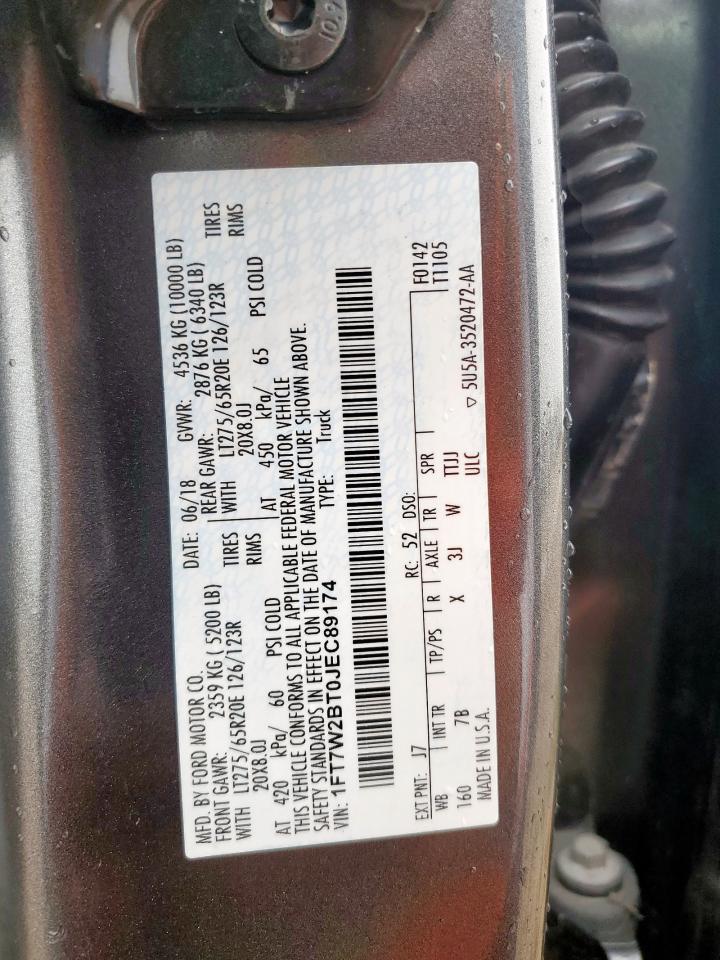 10.9
MFD. BY FORD MOTOR CO.
DATE: 06/18 GVWR: 4536 KG (10000 LB)
FRONT GAWR: 2359 KG ( 5200 LB)
REAR GAWR: 2876 KG ( 6340 LB)
WITH LT275/65R20E 126/123R TIRES
WITH LT275/65R20E 126/123R TIRES
20X8.0J RIMS
20X8.0J RIMS
AT 420 kPa/ 60 PSI COLD
AT 450 kPa/ 65 PSI COLD
THIS VEHICLE CONFORMS TO ALL APPLICABLE FEDERAL MOTOR VEHICLE
SAFETY STANDARDS IN EFFECT ON THE DATE OF MANUFACTURE SHOWN ABOVE.
VIN: 1FT7W2BT0JEC89174 TYPE: Truck
F0142
T1105
EXT PNT: J7 RC: 52 DSO:
WB INT TR TP/PS R AXLE TR SPR
160 7B X 3J W TTJJ
ULC
MADE IN U.S.A. ▽ 5U5A-3520472-AA